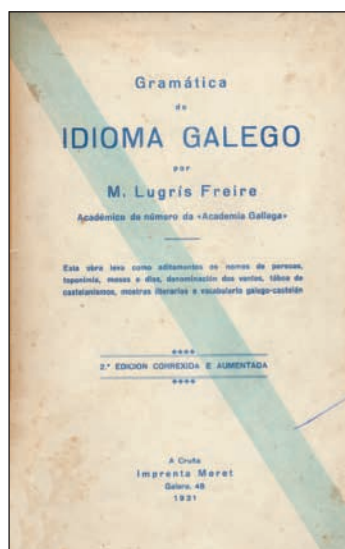 Gramática
do
IDIOMA GALEGO
por
M. Lugrís Freire
Académico de número da «Academia Gallega»
Esta obra leva como aditamentos os nomes de persoas,
toponimia, meses e días, denominación dos ventos, táboa de
castelanismos, mostras literarias e vocabulario galego-castelán
2.ª EDICION CORREXIDA E AUMENTADA
A Cruña
Imprenta Moret
Galera, 48
1931